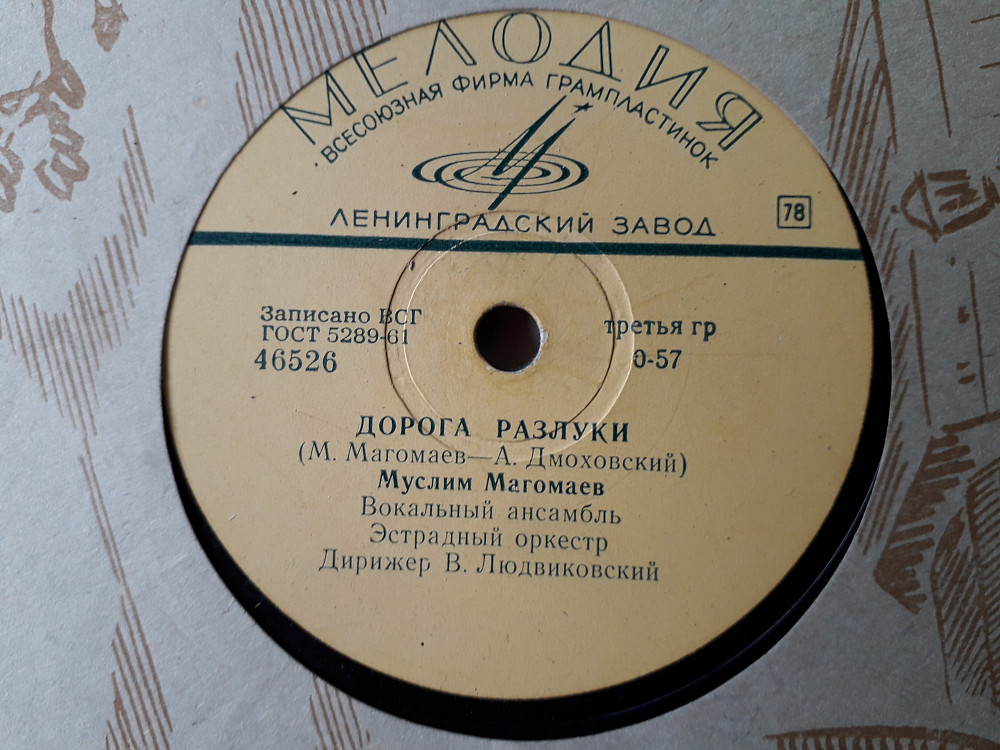 МЕЛОДИЯ
ВСЕСОЮЗНАЯ ФИРМА ГРАМПЛАСТИНОК
ЛЕНИНГРАДСКИЙ ЗАВОД
78
Записано ВСГ
ГОСТ 5289-61
46526
третья гр
0-57
ДОРОГА РАЗЛУКИ
(М. Магомаев—А. Дмоховский)
Муслим Магомаев
Вокальный ансамбль
Эстрадный оркестр
Дирижер В. Людвиковский